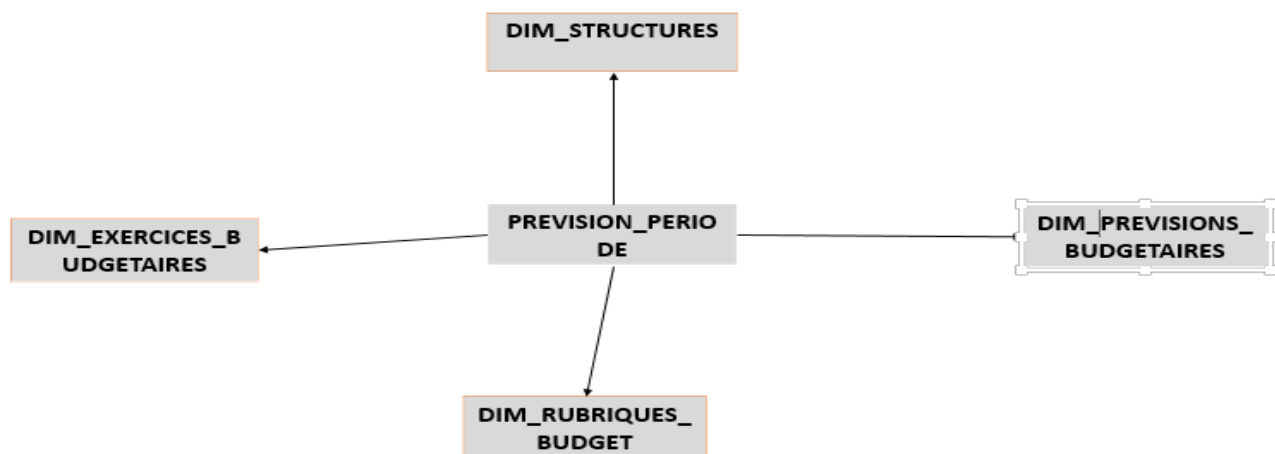 DIM_STRUCTURES
PREVISION_PERIO
DE
DIM_EXERCICES_B
UDGETAIRES
DIM_PREVISIONS_
BUDGETAIRES
DIM_RUBRIQUES_
BUDGET